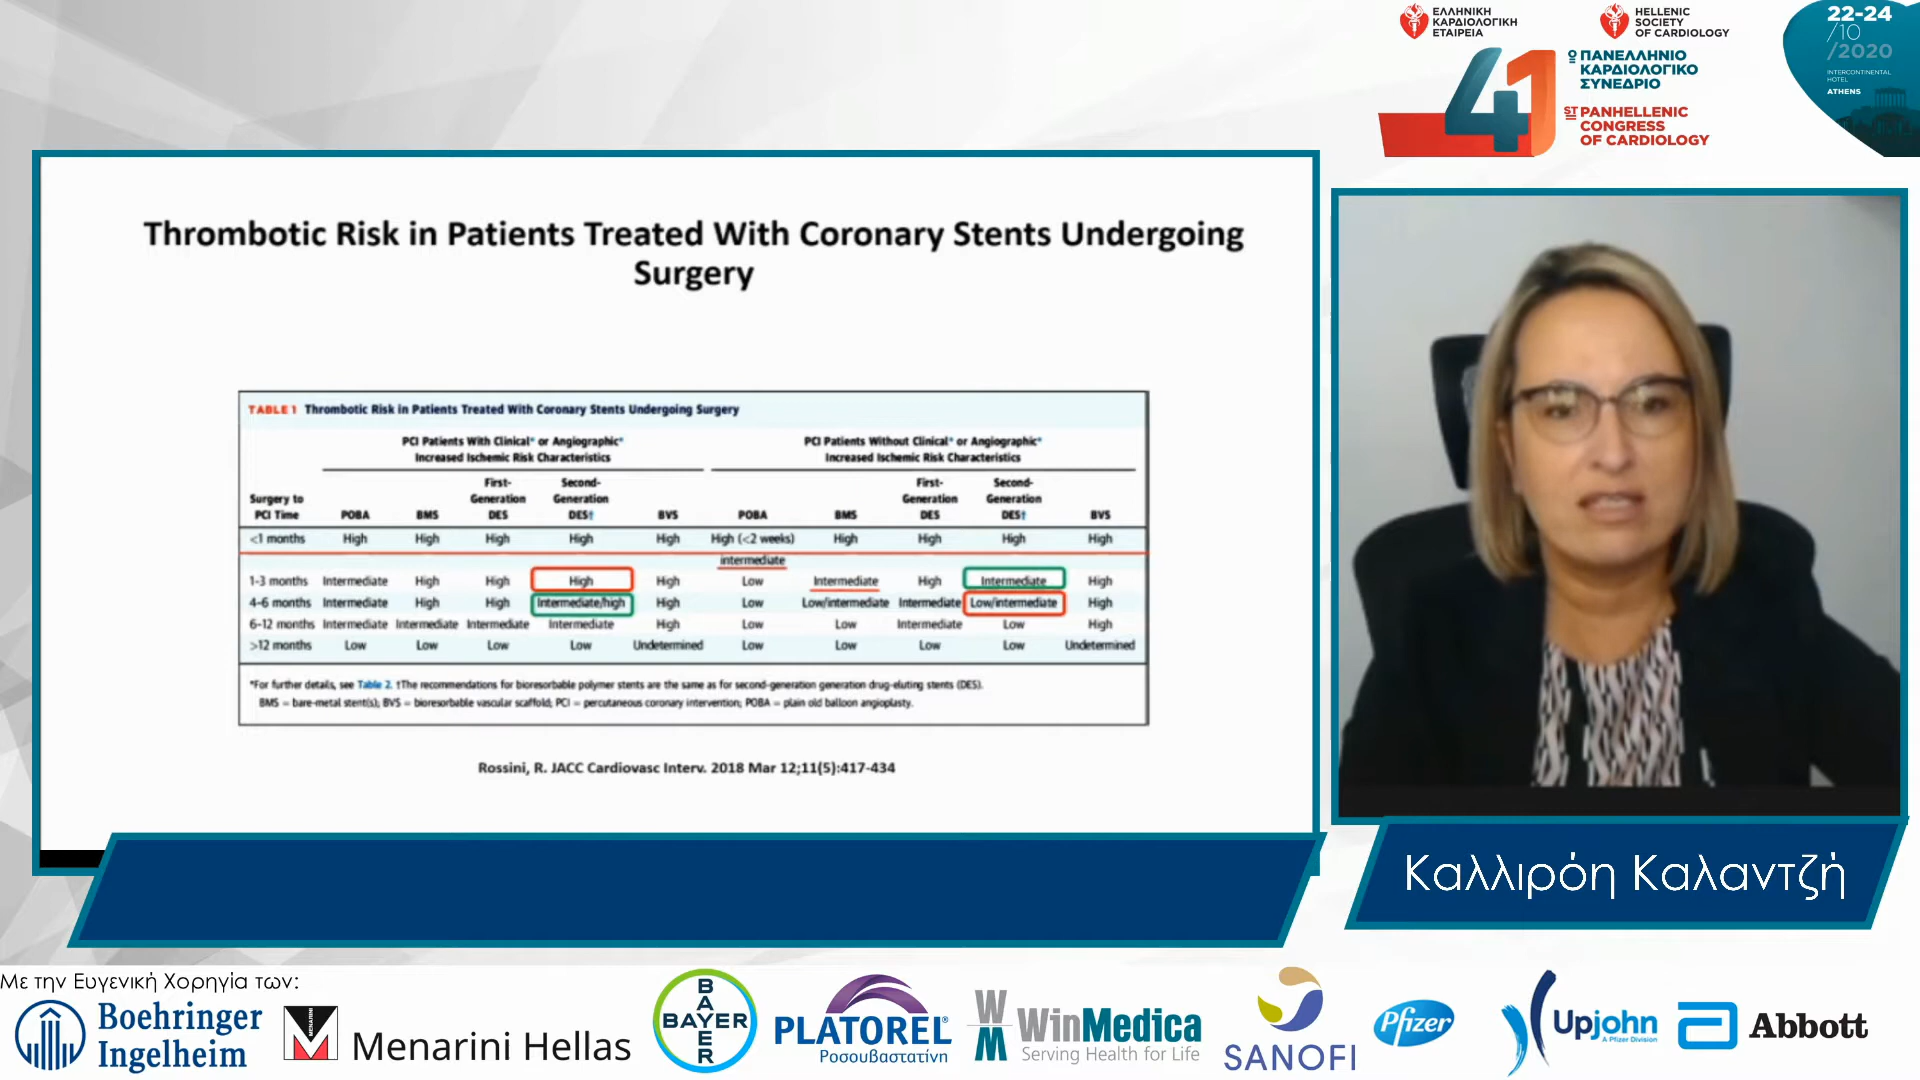 ΕΛΛΗΝΙΚΗ
ΚΑΡΔΙΟΛΟΓΙΚΗ
ΕΤΑΙΡΕΙΑ
HELLENIC
SOCIETY
OF CARDIOLOGY
41
ο ΠΑΝΕΛΛΗΝΙΟ
ΚΑΡΔΙΟΛΟΓΙΚΟ
ΣΥΝΕΔΡΙΟ
ST PANHELLENIC
CONGRESS
OF CARDIOLOGY
22-24
/10
/2020
INTERCONTINENTAL
HOTEL
ATHENS
Thrombotic Risk in Patients Treated With Coronary Stents Undergoing
Surgery
TABLE 1 Thrombotic Risk in Patients Treated With Coronary Stents Undergoing Surgery
PCI Patients With Clinical* or Angiographic* PCI Patients Without Clinical* or Angiographic*
Increased Ischemic Risk Characteristics Increased Ischemic Risk Characteristics
First- Second- First- Second-
Surgery to Generation Generation Generation Generation
PCI Time POBA BMS DES DES† BVS POBA BMS DES DES† BVS
<1 months High High High High High High (<2 weeks) High High High High
intermediate
1-3 months Intermediate High High High High Low Intermediate High Intermediate High
4-6 months Intermediate High High Intermediate/high High Low Low/intermediate Intermediate Low/intermediate High
6-12 months Intermediate Intermediate Intermediate Intermediate High Low Low Intermediate Low High
>12 months Low Low Low Low Undetermined Low Low Low Low Undetermined
*For further details, see Table 2. †The recommendations for bioresorbable polymer stents are the same as for second-generation generation drug-eluting stents (DES).
BMS = bare-metal stent(s); BVS = bioresorbable vascular scaffold; PCI = percutaneous coronary intervention; POBA = plain old balloon angioplasty.
Rossini, R. JACC Cardiovasc Interv. 2018 Mar 12;11(5):417-434
Καλλιρόη Καλαντζή
Με την Ευγενική Χορηγία των:
Boehringer
Ingelheim
MENARINI
Menarini Hellas
BAYER
BAYER
PLATOREL®
Ροσουβαστατίνη
WM
WinMedica
Serving Health for Life
SANOFI
Pfizer
Upjohn
A Pfizer Division
Abbott